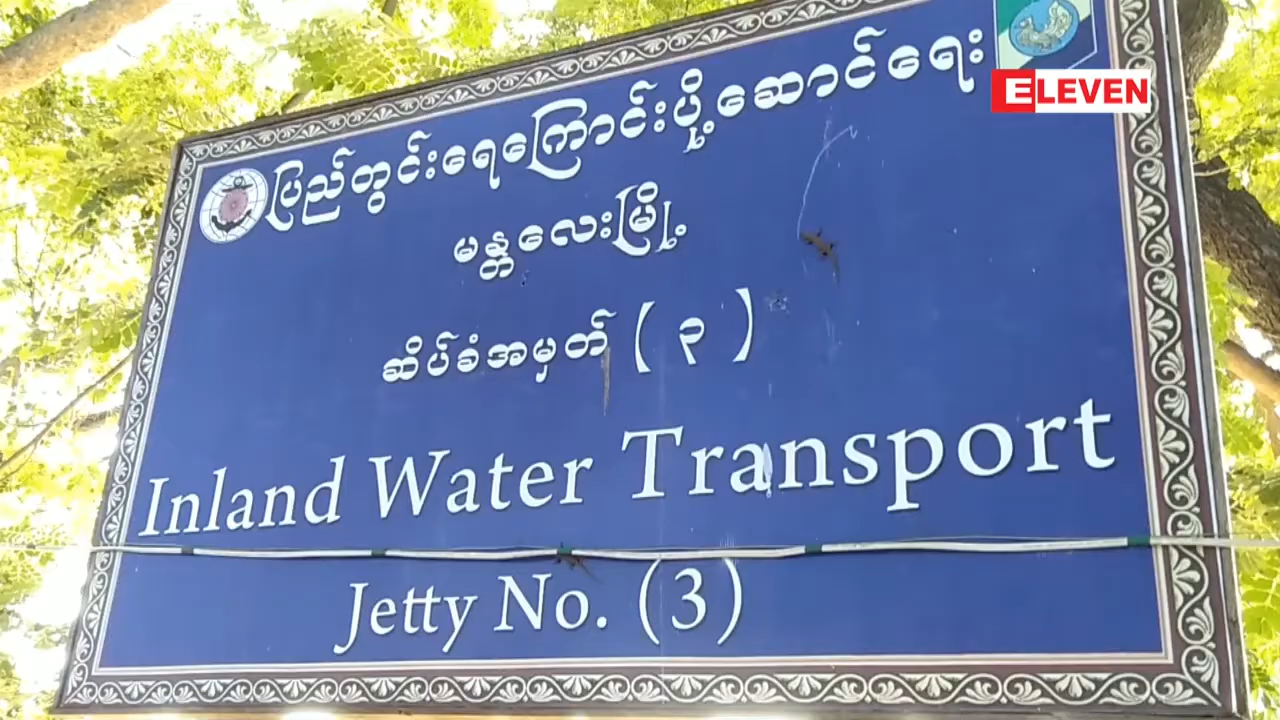 ELEVEN
ပြည်တွင်းရေကြောင်းပို့ဆောင်ရေး
မန္တလေးမြို့
ဆိပ်ခံအမှတ် ( ၃ )
Inland Water Transport
Jetty No. (3)